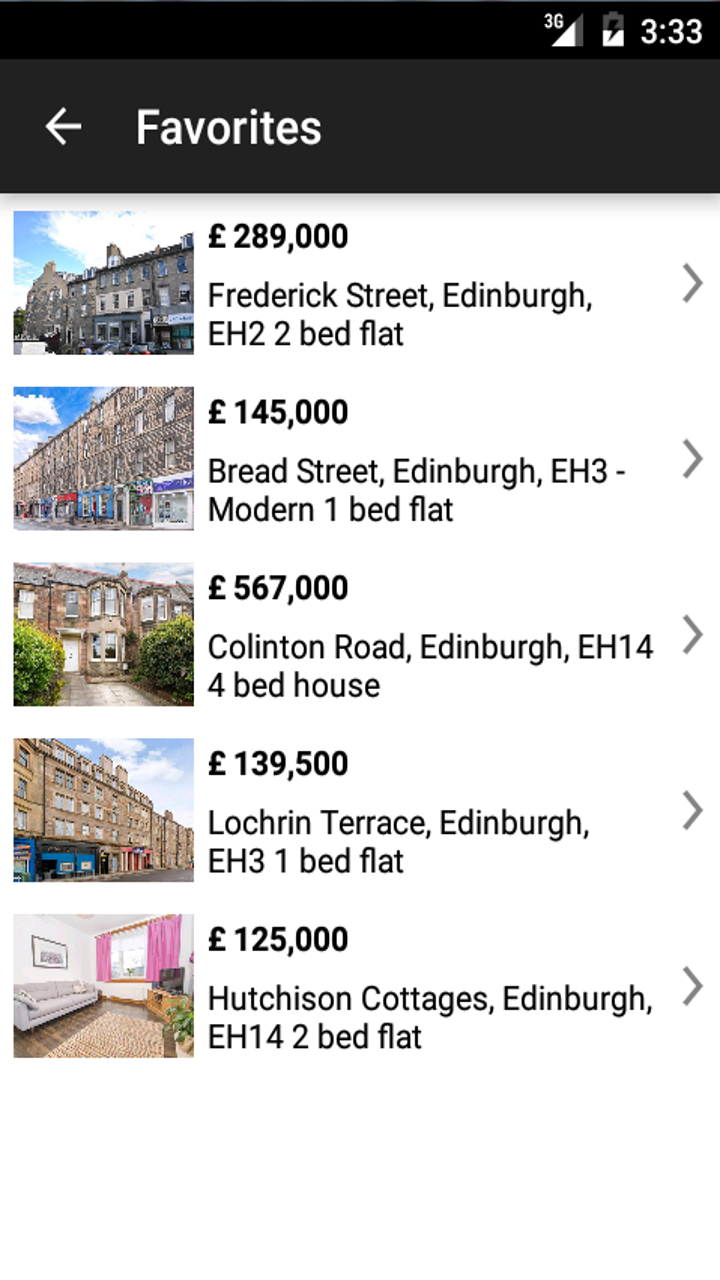 3G 3:33
Favorites
£ 289,000
Frederick Street, Edinburgh,
EH2 2 bed flat
£ 145,000
Bread Street, Edinburgh, EH3 -
Modern 1 bed flat
£ 567,000
Colinton Road, Edinburgh, EH14
4 bed house
£ 139,500
Lochrin Terrace, Edinburgh,
EH3 1 bed flat
£ 125,000
Hutchison Cottages, Edinburgh,
EH14 2 bed flat